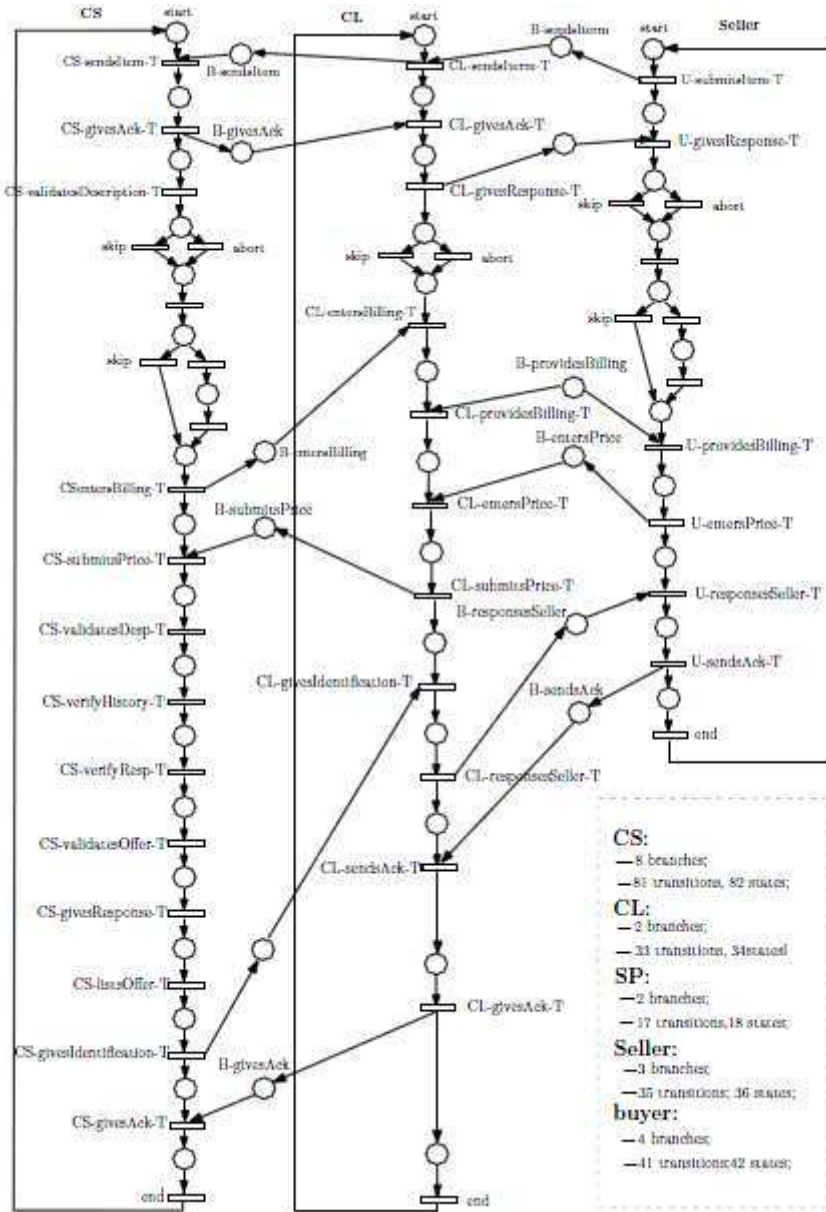 CS
start
CS-sendsItem-T
B-sendsItem
CS-givesAck-T
B-givesAck
CS-validatesDescription-T
skip
abort
skip
CSentersBilling-T
B-entersBilling
B-submitsPrice
CS-submitsPrice-T
CS-validatesDesp-T
CS-verifyHistory-T
CS-verifyResp-T
CS-validatesOffer-T
CS-givesResponse-T
CS-listsOffer-T
CS-givesIdentification-T
B-givesAck
CS-givesAck-T
end
CL
start
CL-sendsItem-T
CL-givesAck-T
CL-givesResponse-T
skip
abort
CL-entersBilling-T
CL-providesBilling-T
CL-entersPrice-T
CL-submitsPrice-T
CL-givesIdentification-T
CL-responsesSeller-T
CL-sendsAck-T
CL-givesAck-T
end
B-sendsItem
B-providesBilling
B-entersPrice
B-responsesSeller
B-sendsAck
Seller
start
U-submitsItem-T
U-givesResponse-T
skip
abort
skip
U-providesBilling-T
U-entersPrice-T
U-responsesSeller-T
U-sendsAck-T
end
CS:
—8 branches;
—81 transitions, 82 states;
CL:
—2 branches;
—33 transitions, 34states
SP:
—2 branches;
—17 transitions,18 states;
Seller:
—3 branches;
—35 transitions; 36 states;
buyer:
—4 branches;
—41 transitions;42 states;